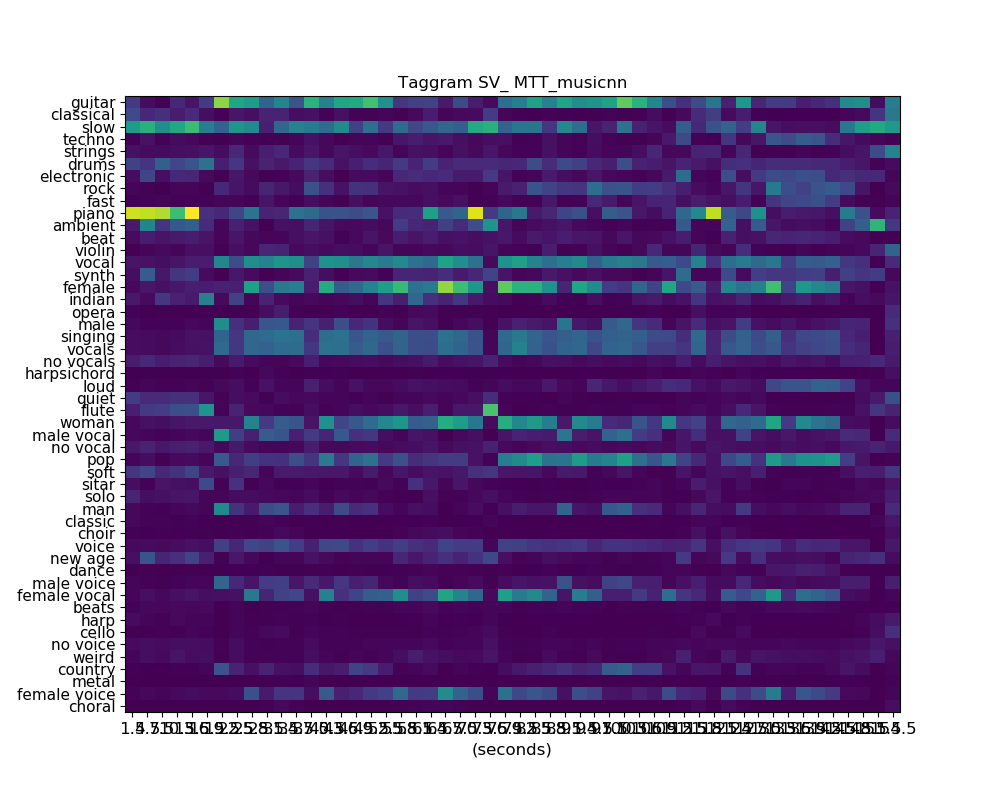 Taggram SV_ MTT_musicnn
guitar
classical
slow
techno
strings
drums
electronic
rock
fast
piano
ambient
beat
violin
vocal
synth
female
indian
opera
male
singing
vocals
no vocals
harpsichord
loud
quiet
flute
woman
male vocal
no vocal
pop
soft
sitar
solo
man
classic
choir
voice
new age
dance
male voice
female vocal
beats
harp
cello
no voice
weird
country
metal
female voice
choral
(seconds)